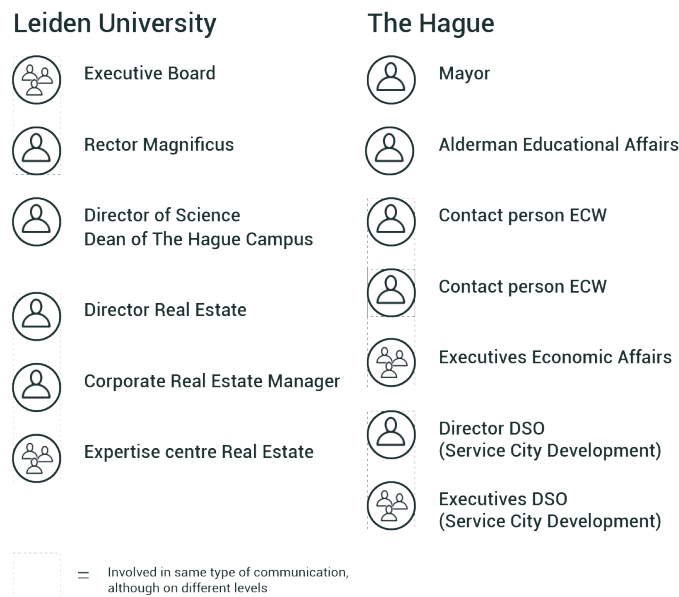 Leiden University
Executive Board
Rector Magnificus
Director of Science
Dean of The Hague Campus
Director Real Estate
Corporate Real Estate Manager
Expertise centre Real Estate
The Hague
Mayor
Alderman Educational Affairs
Contact person ECW
Contact person ECW
Executives Economic Affairs
Director DSO
(Service City Development)
Executives DSO
(Service City Development)
= Involved in same type of communication,
although on different levels